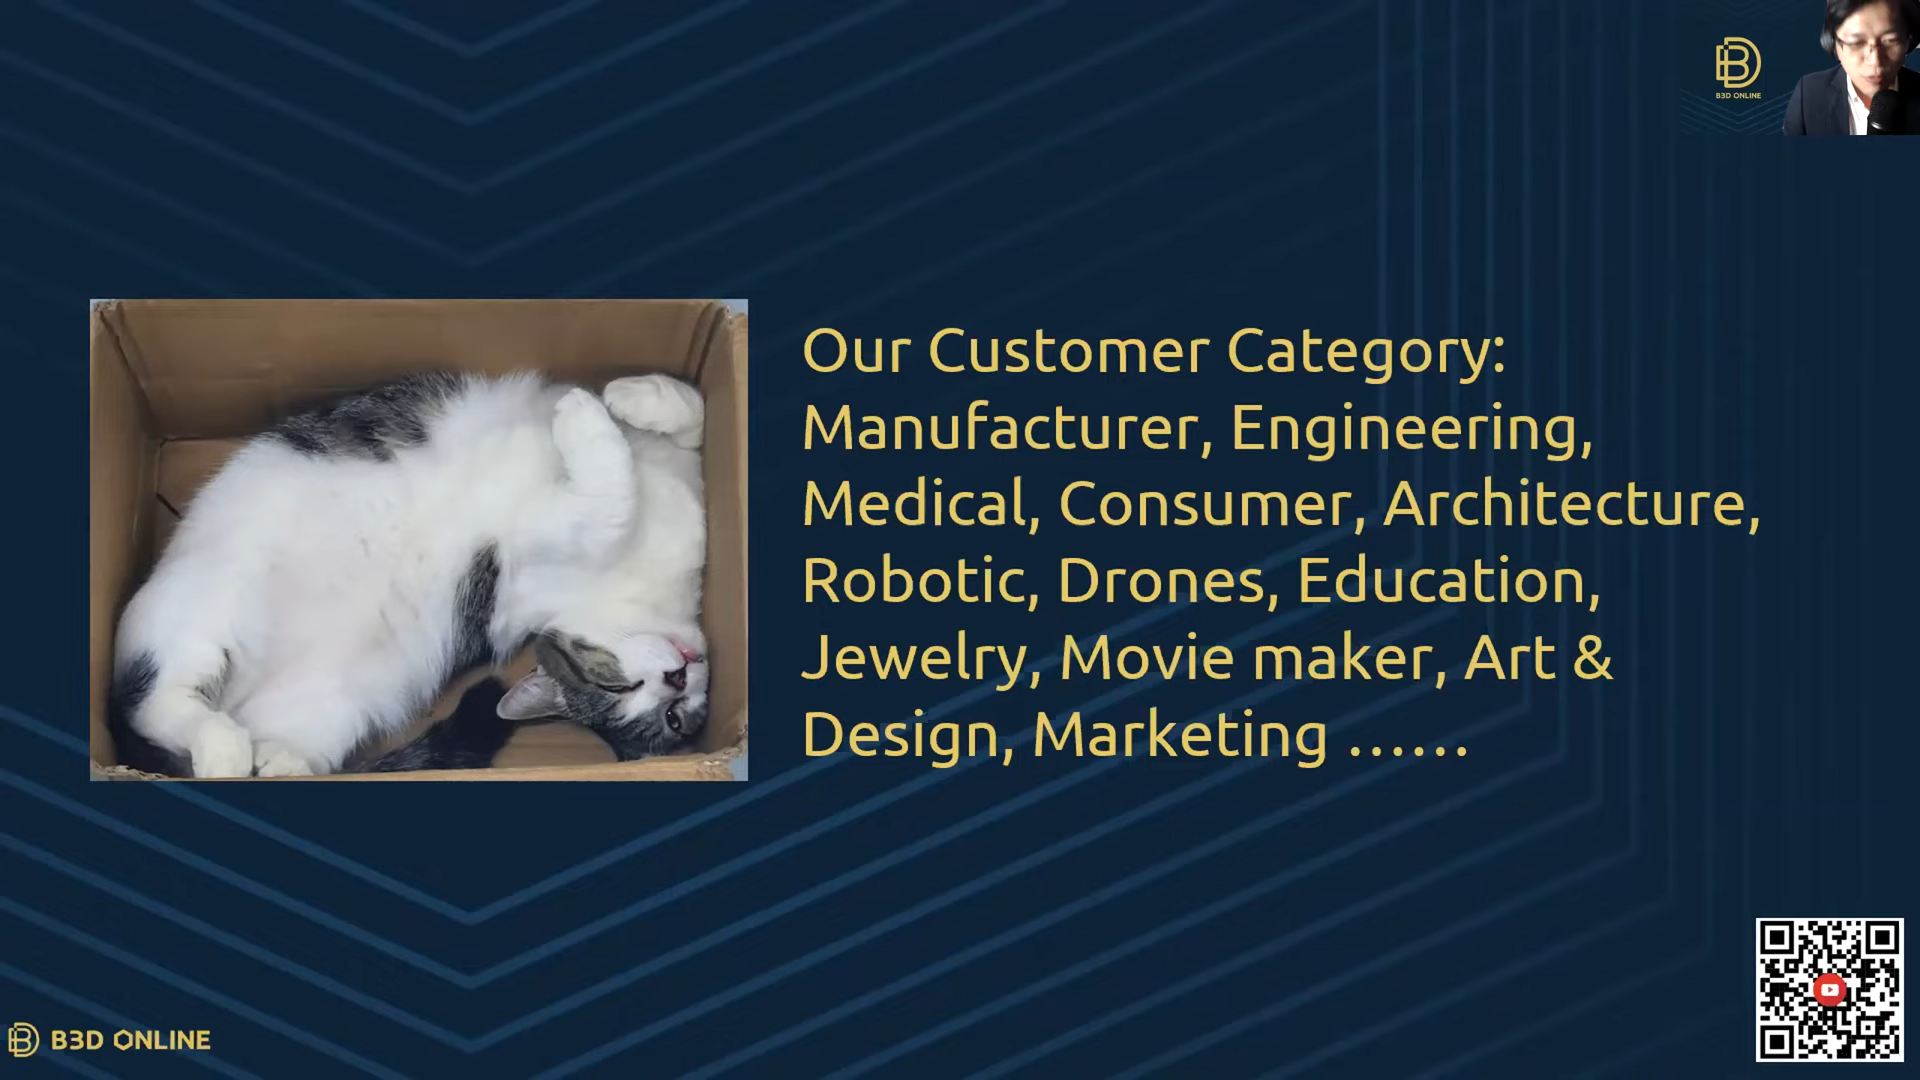 B3D ONLINE
Our Customer Category:
Manufacturer, Engineering,
Medical, Consumer, Architecture,
Robotic, Drones, Education,
Jewelry, Movie maker, Art &
Design, Marketing ......
B3D ONLINE